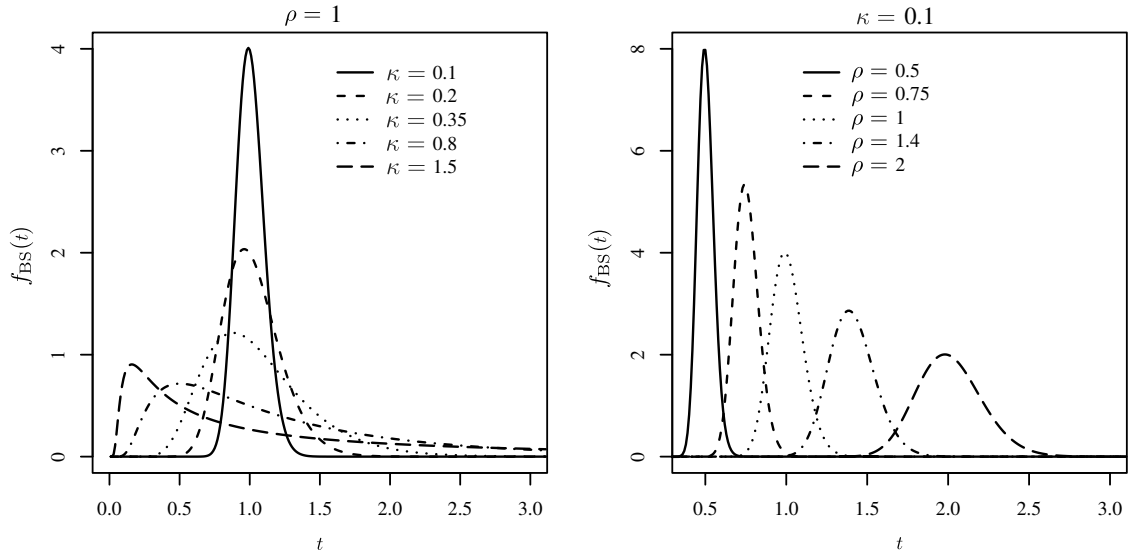 ρ = 1
f_BS(t)
4
3
2
1
0
κ = 0.1
κ = 0.2
κ = 0.35
κ = 0.8
κ = 1.5
0.0 0.5 1.0 1.5 2.0 2.5 3.0
t
κ = 0.1
f_BS(t)
8
6
4
2
0
ρ = 0.5
ρ = 0.75
ρ = 1
ρ = 1.4
ρ = 2
0.5 1.0 1.5 2.0 2.5 3.0
t